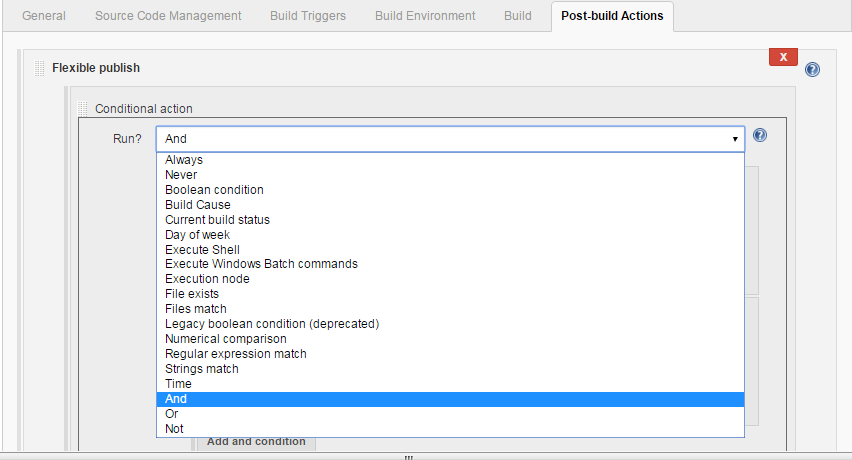 General Source Code Management Build Triggers Build Environment Build Post-build Actions
X
Flexible publish
Conditional action
Run? And
Always
Never
Boolean condition
Build Cause
Current build status
Day of week
Execute Shell
Execute Windows Batch commands
Execution node
File exists
Files match
Legacy boolean condition (deprecated)
Numerical comparison
Regular expression match
Strings match
Time
And
Or
Not
Add and condition